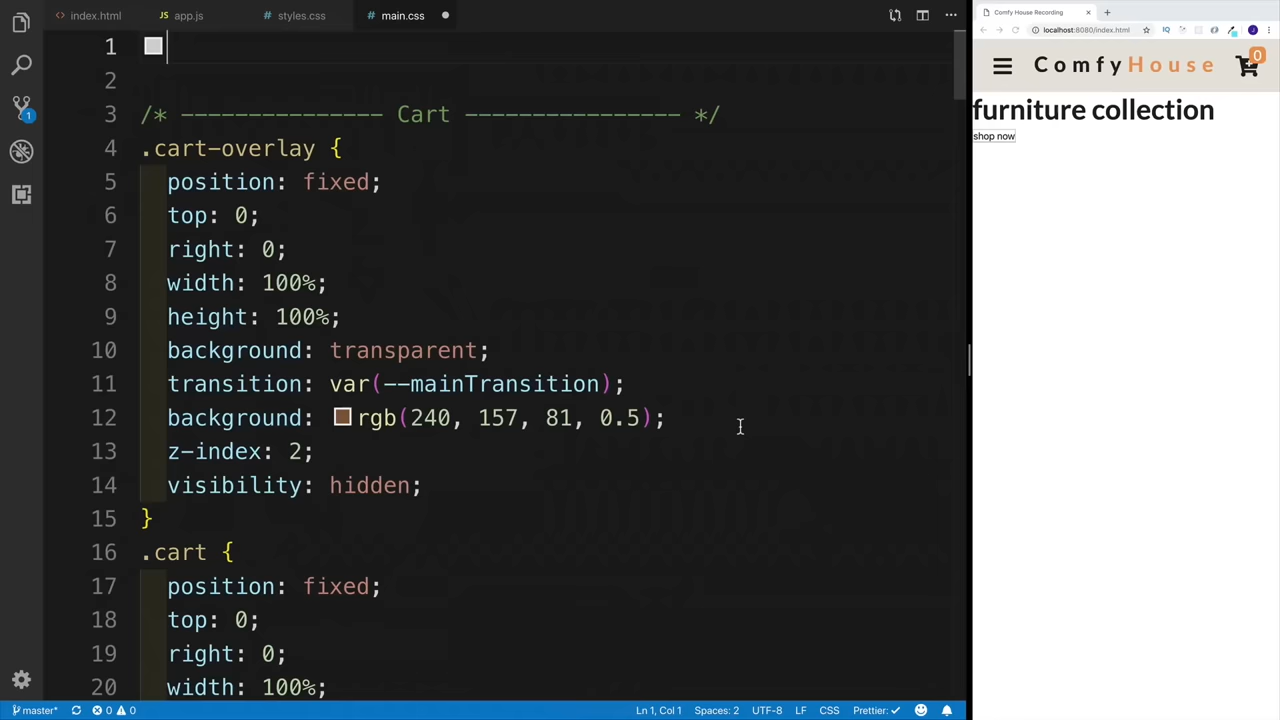 index.html app.js styles.css main.css
1
2
3 /* --------------- Cart ---------------- */
4 .cart-overlay {
5 position: fixed;
6 top: 0;
7 right: 0;
8 width: 100%;
9 height: 100%;
10 background: transparent;
11 transition: var(--mainTransition);
12 background: rgb(240, 157, 81, 0.5);
13 z-index: 2;
14 visibility: hidden;
15 }
16 .cart {
17 position: fixed;
18 top: 0;
19 right: 0;
20 width: 100%;
1
master* 0 0 Ln 1, Col 1 Spaces: 2 UTF-8 LF CSS Prettier: ✓
Comfy House Recording
localhost:8080/index.html IQ J
ComfyHouse 0
furniture collection
shop now